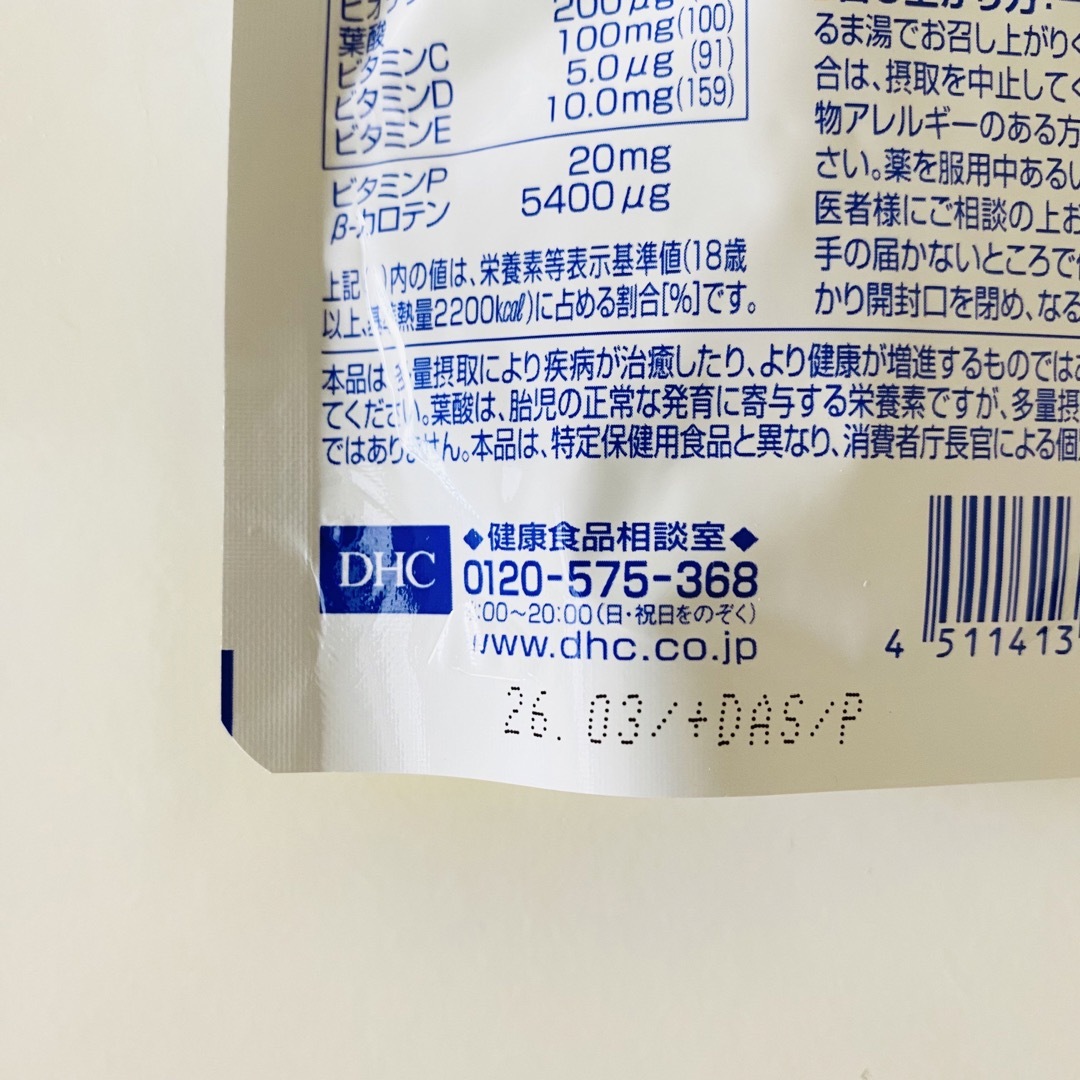 葉酸 200μg
ビタミンC 100mg(100)
ビタミンD 5.0μg (91)
ビタミンE 10.0mg(159)
ビタミンP 20mg
β-カロテン 5400μg
上記 )内の値は、栄養素等表示基準値(18歳
以上、基準熱量2200kcal)に占める割合[%]です。
るま湯でお召し上がりく
合は、摂取を中止してく
物アレルギーのある方
さい。薬を服用中あるい
医者様にご相談の上お
手の届かないところで
かり開封口を閉め、なる
本品は、多量摂取により疾病が治癒したり、より健康が増進するものではあ
てください。葉酸は、胎児の正常な発育に寄与する栄養素ですが、多量摂
ではありません。本品は、特定保健用食品と異なり、消費者庁長官による個
DHC
◆健康食品相談室◆
0120-575-368
:00~20:00(日・祝日をのぞく)
www.dhc.co.jp
4 511413
26. 03/+DAS/P